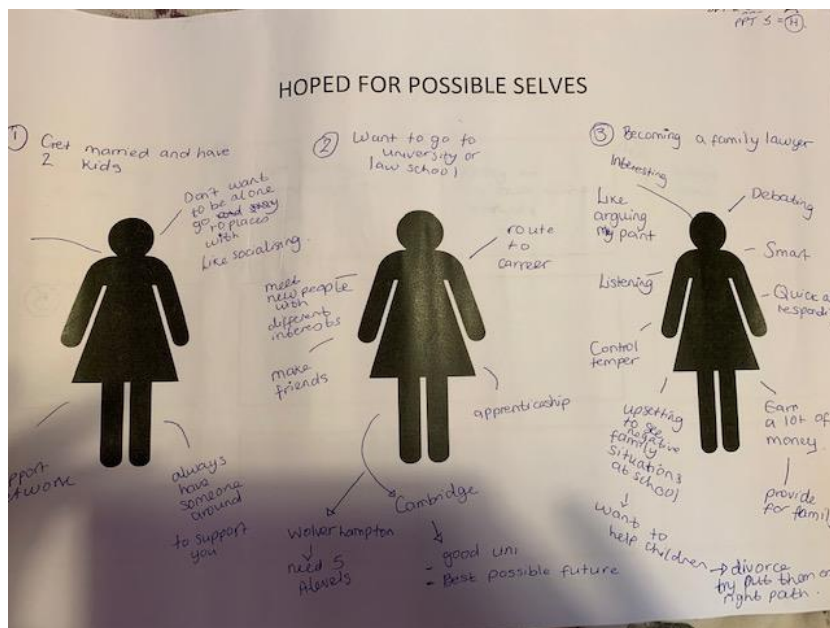 PPT 5 = H
HOPED FOR POSSIBLE SELVES
1 Get married and have
2 kids
Don't want
to be alone
go
to places
with
Like socialising.
pport
twork
always
have
someone
around
to support
you
2 Want to go to
university or
law school
route
to
career
meet
new people
with
different
interests
make
friends
apprenticeship
Wolverhampton
need 5
Alevels
Cambridge
- good uni
- Best possible future
3 Becoming a family lawyer
Interesting
Debating
Like
arguing
my point
Smart
Listening
Quick a
respondi
Control
temper
upsetting
to see
negative
family
situations
at school
want to
help children
→ divorce
try put them on
right path.
Earn
a lot of
money.
provide
for famil